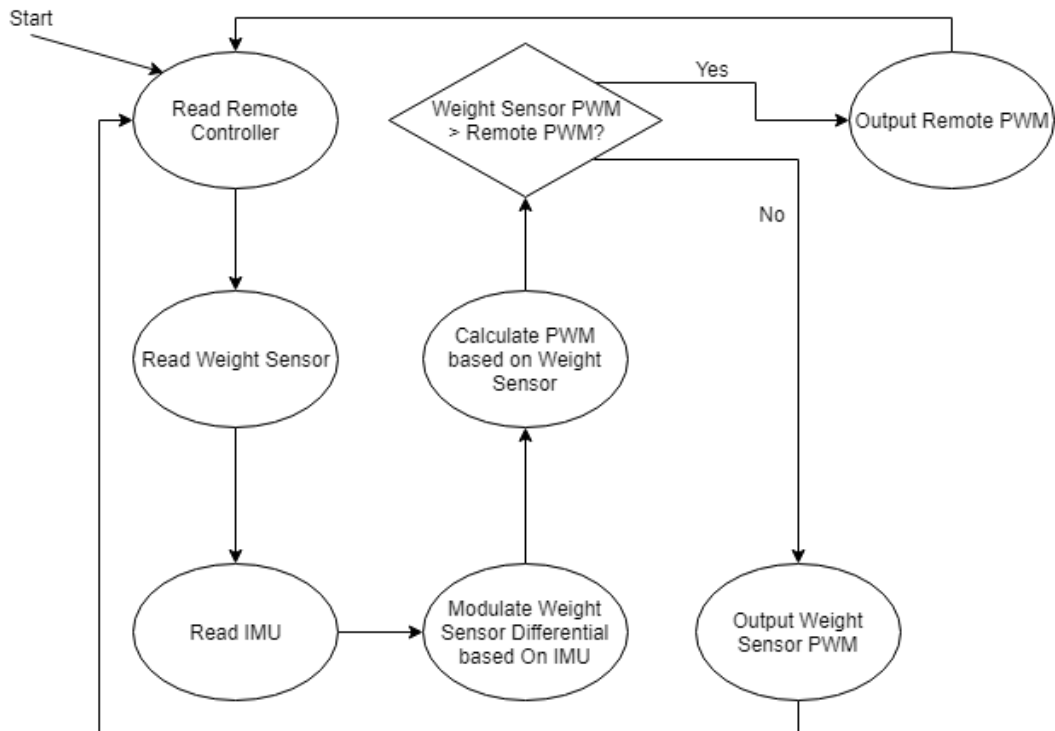 Start
Read Remote
Controller
Weight Sensor PWM
> Remote PWM?
Yes
Output Remote PWM
No
Read Weight Sensor
Calculate PWM
based on Weight
Sensor
Read IMU
Modulate Weight
Sensor Differential
based On IMU
Output Weight
Sensor PWM